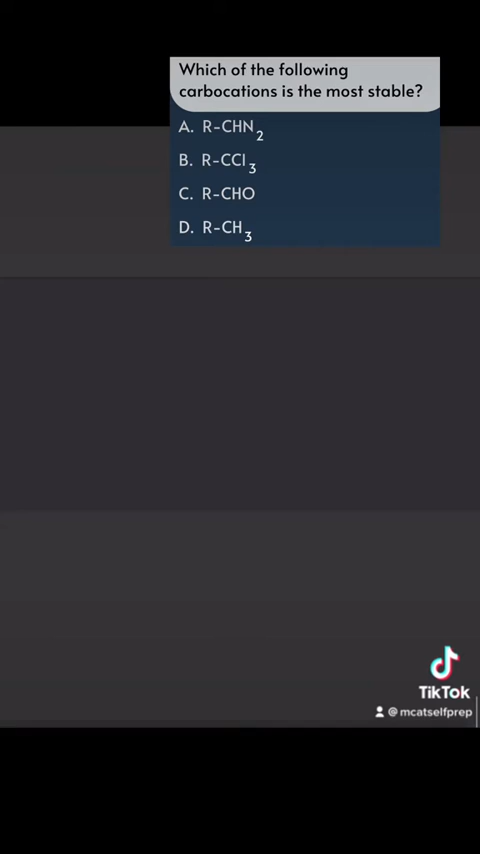 Which of the following
carbocations is the most stable?
A. R-CHN2
B. R-CCl3
C. R-CHO
D. R-CH3
TikTok
@mcatselfprep